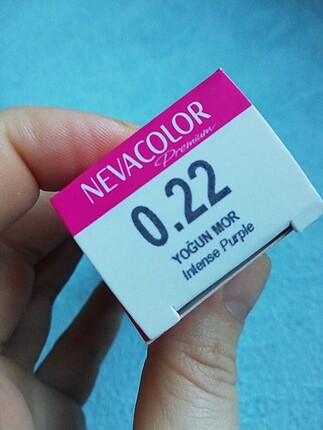 NEVACOLOR
Premium
0.22
YOĞUN MOR
Intense Purple